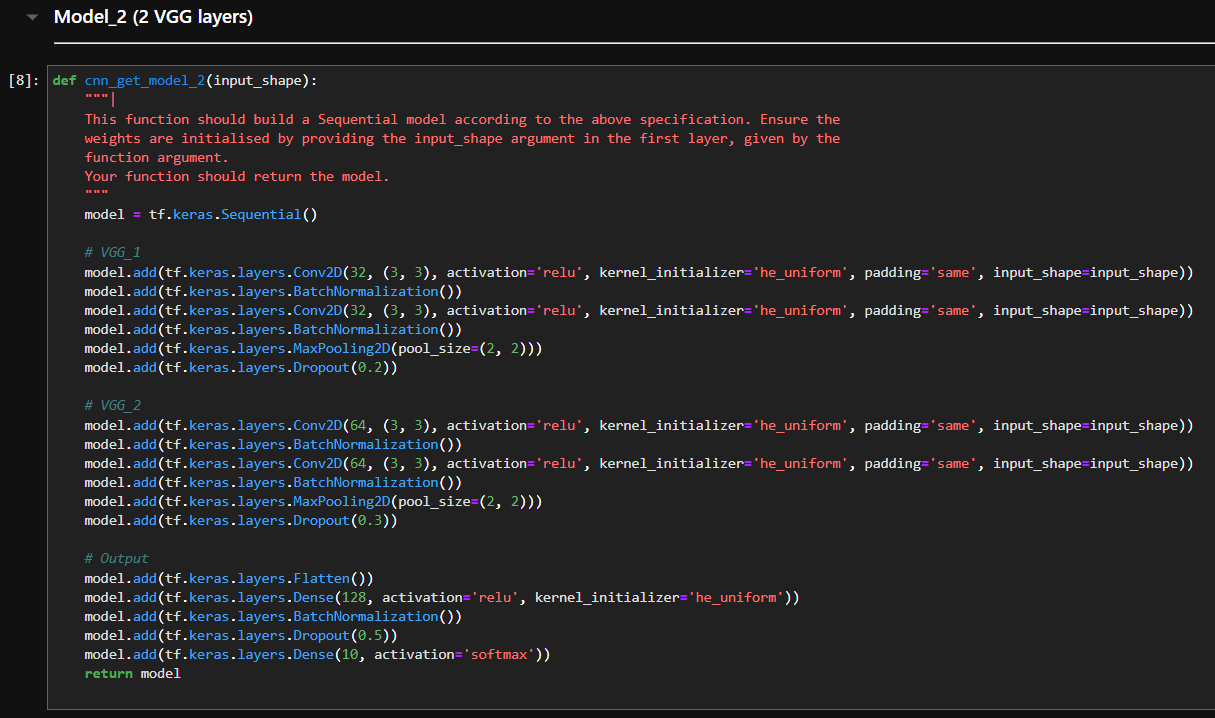 Model_2 (2 VGG layers)
[8]: def cnn_get_model_2(input_shape):
    """
    This function should build a Sequential model according to the above specification. Ensure the
    weights are initialised by providing the input_shape argument in the first layer, given by the
    function argument.
    Your function should return the model.
    """
    model = tf.keras.Sequential()

    # VGG_1
    model.add(tf.keras.layers.Conv2D(32, (3, 3), activation='relu', kernel_initializer='he_uniform', padding='same', input_shape=input_shape))
    model.add(tf.keras.layers.BatchNormalization())
    model.add(tf.keras.layers.Conv2D(32, (3, 3), activation='relu', kernel_initializer='he_uniform', padding='same', input_shape=input_shape))
    model.add(tf.keras.layers.BatchNormalization())
    model.add(tf.keras.layers.MaxPooling2D(pool_size=(2, 2)))
    model.add(tf.keras.layers.Dropout(0.2))

    # VGG_2
    model.add(tf.keras.layers.Conv2D(64, (3, 3), activation='relu', kernel_initializer='he_uniform', padding='same', input_shape=input_shape))
    model.add(tf.keras.layers.BatchNormalization())
    model.add(tf.keras.layers.Conv2D(64, (3, 3), activation='relu', kernel_initializer='he_uniform', padding='same', input_shape=input_shape))
    model.add(tf.keras.layers.BatchNormalization())
    model.add(tf.keras.layers.MaxPooling2D(pool_size=(2, 2)))
    model.add(tf.keras.layers.Dropout(0.3))

    # Output
    model.add(tf.keras.layers.Flatten())
    model.add(tf.keras.layers.Dense(128, activation='relu', kernel_initializer='he_uniform'))
    model.add(tf.keras.layers.BatchNormalization())
    model.add(tf.keras.layers.Dropout(0.5))
    model.add(tf.keras.layers.Dense(10, activation='softmax'))
    return model